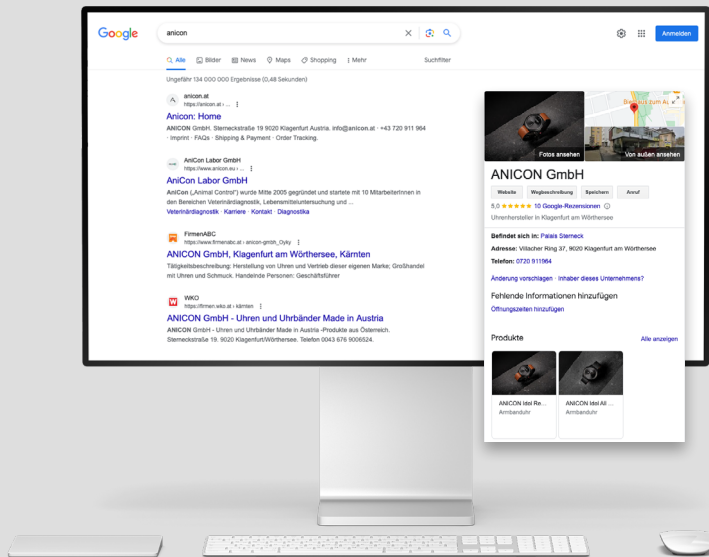 Google
anicon
Anmelden
Alle Bilder News Maps Shopping Mehr Suchfilter
Ungefähr 134 000 000 Ergebnisse (0,48 Sekunden)
anicon.at
https://anicon.at › ...
Anicon: Home
ANICON GmbH. Sterneckstraße 19 9020 Klagenfurt Austria. info@anicon.at · +43 720 911 964
· Imprint · FAQs · Shipping & Payment · Order Tracking.
AniCon Labor GmbH
https://www.anicon.eu › ...
AniCon Labor GmbH
AniCon („Animal Control") wurde Mitte 2005 gegründet und startete mit 10 MitarbeiterInnen in
den Bereichen Veterinärdiagnostik, Lebensmitteluntersuchung und ...
Veterinärdiagnostik · Karriere · Kontakt · Diagnostika
FirmenABC
https://www.firmenabc.at › anicon-gmbh_Oyky
ANICON GmbH, Klagenfurt am Wörthersee, Kärnten
Tätigkeitsbeschreibung: Herstellung von Uhren und Vertrieb dieser eigenen Marke; Großhandel
mit Uhren und Schmuck. Handelnde Personen: Geschäftsführer
W
WKO
https://firmen.wko.at › kärnten
ANICON GmbH - Uhren und Uhrbänder Made in Austria
ANICON GmbH - Uhren und Uhrbänder Made in Austria -Produkte aus Österreich.
Sterneckstraße 19. 9020 Klagenfurt/Wörthersee. Telefon 0043 676 9006524.
Fotos ansehen
Von außen ansehen
ANICON GmbH
Website Wegbeschreibung Speichern Anruf
5,0 ★★★★★ 10 Google-Rezensionen
Uhrenhersteller in Klagenfurt am Wörthersee
Befindet sich in: Palais Sterneck
Adresse: Villacher Ring 37, 9020 Klagenfurt am Wörthersee
Telefon: 0720 911964
Änderung vorschlagen · Inhaber dieses Unternehmens?
Fehlende Informationen hinzufügen
Öffnungszeiten hinzufügen
Produkte
Alle anzeigen
ANICON Idol Re...
Armbanduhr
ANICON Idol All ...
Armbanduhr